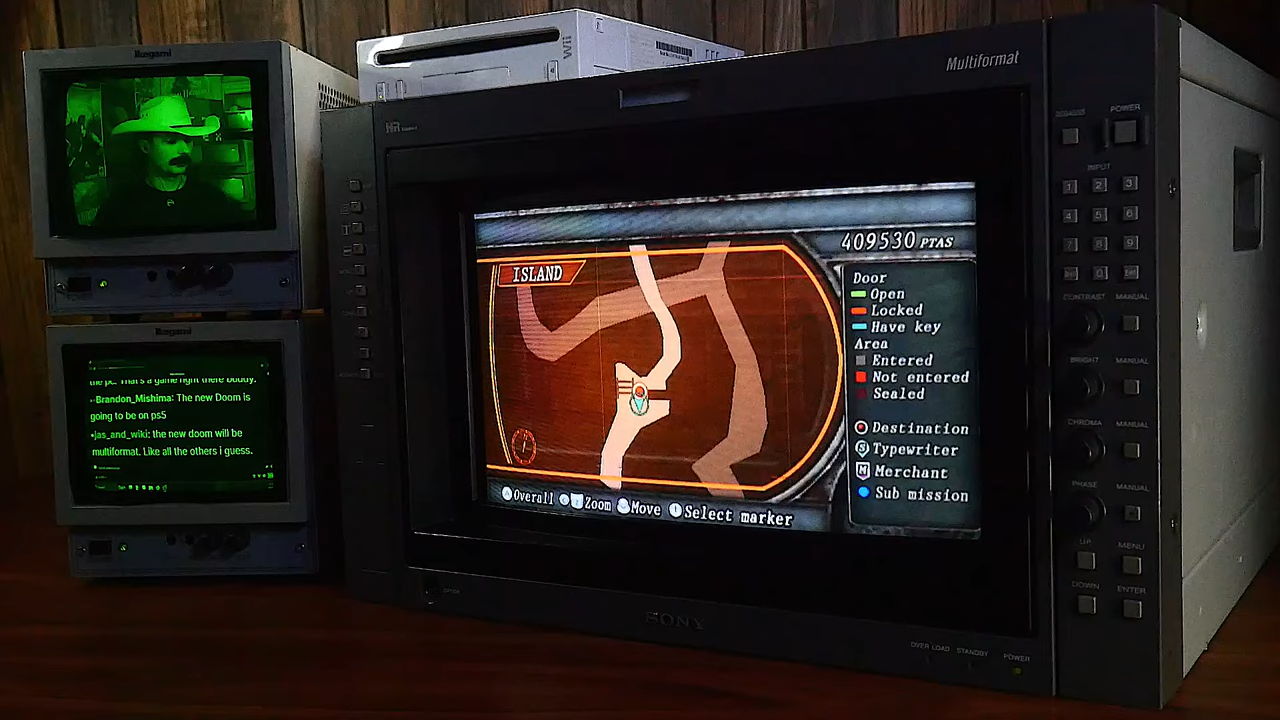 Ikegami
Wii
Multiformat
HR
POWER
INPUT
1 2 3
4 5 6
7 8 9
0
CONTRAST MANUAL
BRIGHT MANUAL
CHROMA MANUAL
PHASE MANUAL
UP MENU
DOWN ENTER
409530 PTAS
ISLAND
Door
Open
Locked
Have key
Area
Entered
Not entered
Sealed
Destination
Typewriter
Merchant
Sub mission
Overall Zoom Move Select marker
SONY
OVER LOAD STANDBY POWER
Ikegami
the pc. That's a game right there buddy.
Brandon_Mishima: The new Doom is
going to be on ps5
jas_and_wiki: the new doom will be
multiformat. Like all the others i guess.